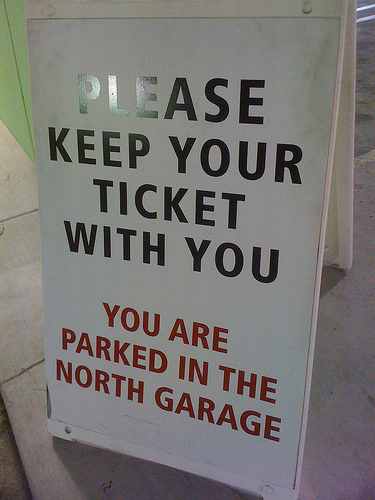 PLEASE
KEEP YOUR
TICKET
WITH YOU
YOU ARE
PARKED IN THE
NORTH GARAGE